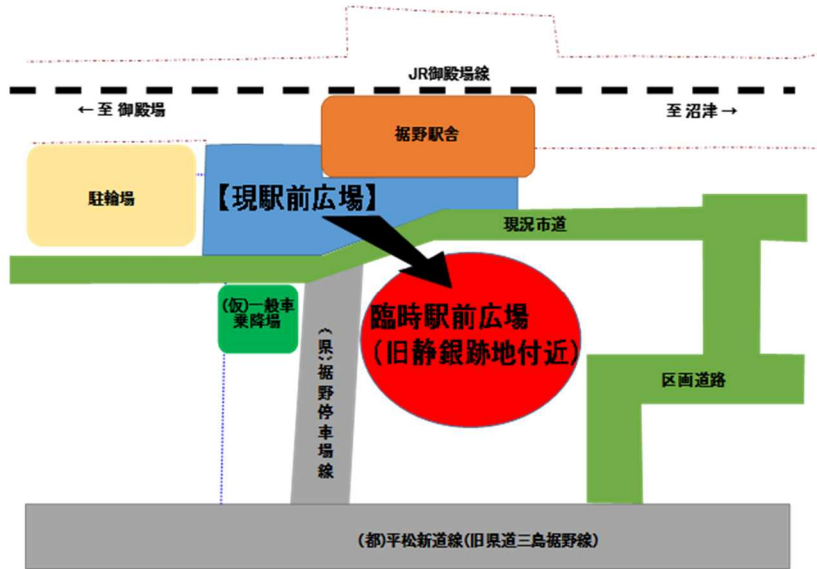 JR御殿場線
← 至 御殿場
至 沼津 →
裾野駅舎
駐輪場
【現駅前広場】
現況市道
(仮)一般車
乗降場
臨時駅前広場
(旧静銀跡地付近)
(県)裾野停車場線
区画道路
(都)平松新道線(旧県道三島裾野線)